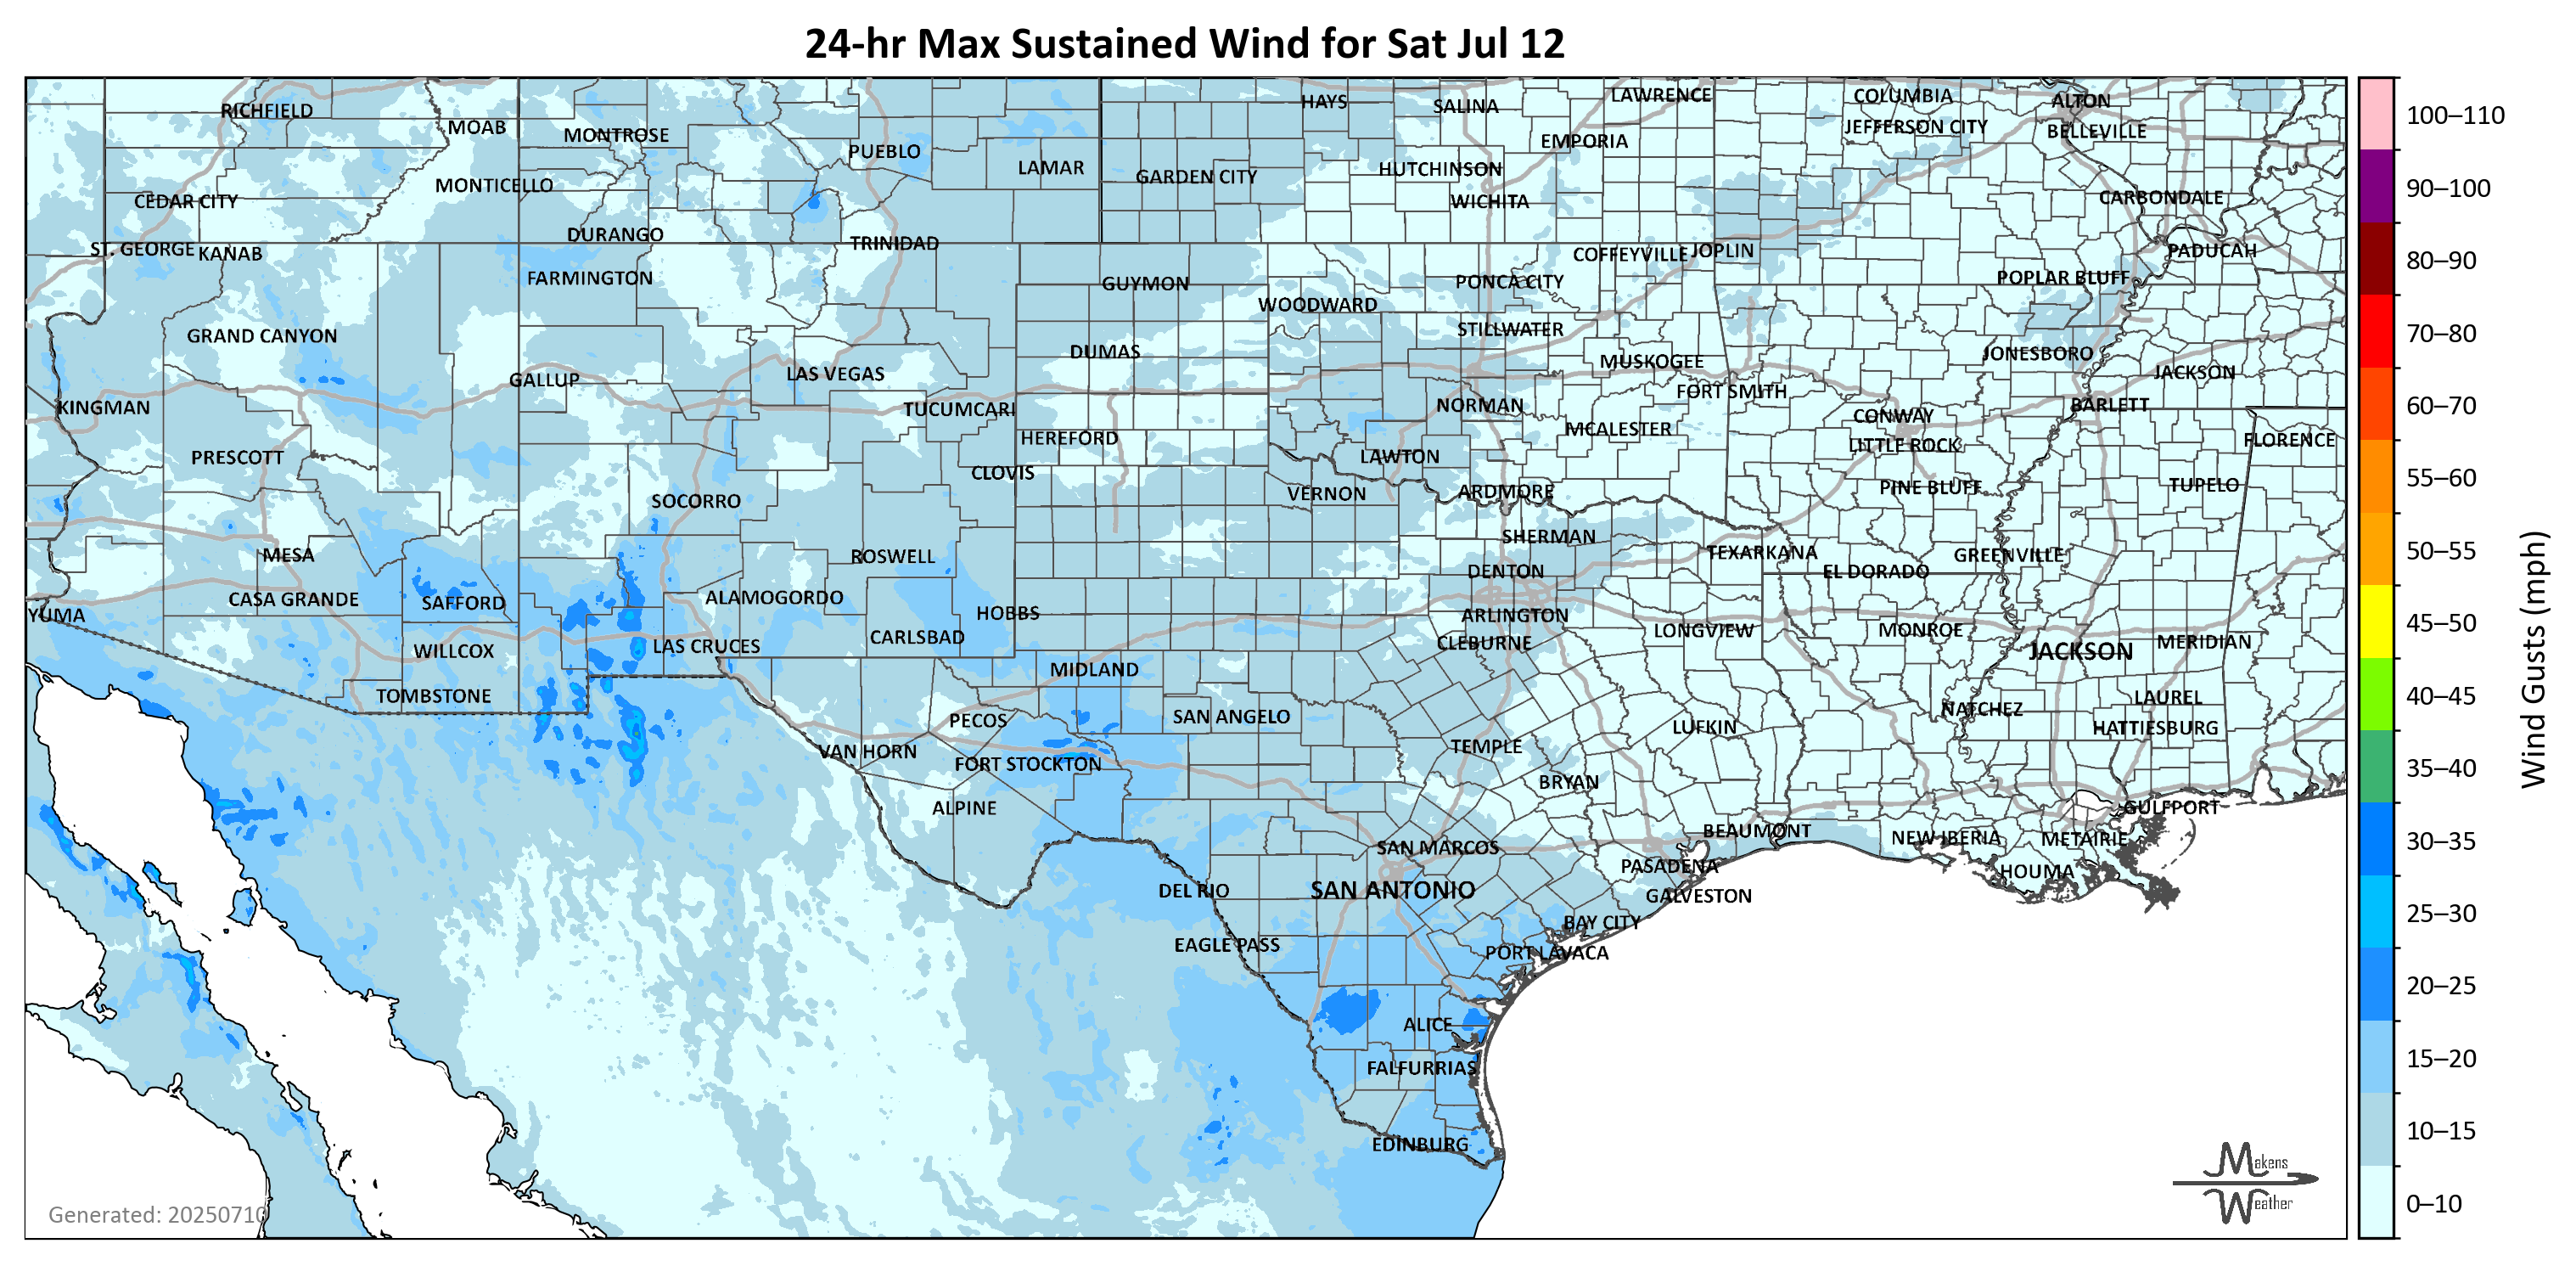 24-hr Max Sustained Wind for Sat Jul 12
RICHFIELD
MOAB
MONTROSE
PUEBLO
LAMAR
HAYS
SALINA
LAWRENCE
COLUMBIA
ALTON
JEFFERSON CITY
BELLEVILLE
EMPORIA
GARDEN CITY
HUTCHINSON
WICHITA
CARBONDALE
MONTICELLO
CEDAR CITY
DURANGO
TRINIDAD
ST. GEORGE
KANAB
FARMINGTON
GUYMON
COFFEYVILLE
JOPLIN
PADUCAH
POPLAR BLUFF
PONCA CITY
WOODWARD
STILLWATER
GRAND CANYON
DUMAS
MUSKOGEE
JONESBORO
JACKSON
GALLUP
LAS VEGAS
FORT SMITH
KINGMAN
TUCUMCARI
NORMAN
BARLETT
CONWAY
HEREFORD
MCALESTER
LITTLE ROCK
FLORENCE
PRESCOTT
CLOVIS
LAWTON
SOCORRO
VERNON
ARDMORE
PINE BLUFF
TUPELO
SHERMAN
MESA
ROSWELL
TEXARKANA
GREENVILLE
DENTON
EL DORADO
CASA GRANDE
SAFFORD
ALAMOGORDO
HOBBS
YUMA
ARLINGTON
CARLSBAD
CLEBURNE
LONGVIEW
MONROE
WILLCOX
LAS CRUCES
JACKSON
MERIDIAN
MIDLAND
TOMBSTONE
LAUREL
PECOS
SAN ANGELO
NATCHEZ
LUFKIN
HATTIESBURG
VAN HORN
FORT STOCKTON
TEMPLE
BRYAN
ALPINE
GULFPORT
BEAUMONT
NEW IBERIA
METAIRIE
SAN MARCOS
PASADENA
HOUMA
DEL RIO
SAN ANTONIO
GALVESTON
BAY CITY
EAGLE PASS
PORT LAVACA
ALICE
FALFURRIAS
EDINBURG
Generated: 20250710
Makens
Weather
100–110
90–100
80–90
70–80
60–70
55–60
50–55
45–50
40–45
35–40
30–35
25–30
20–25
15–20
10–15
0–10
Wind Gusts (mph)